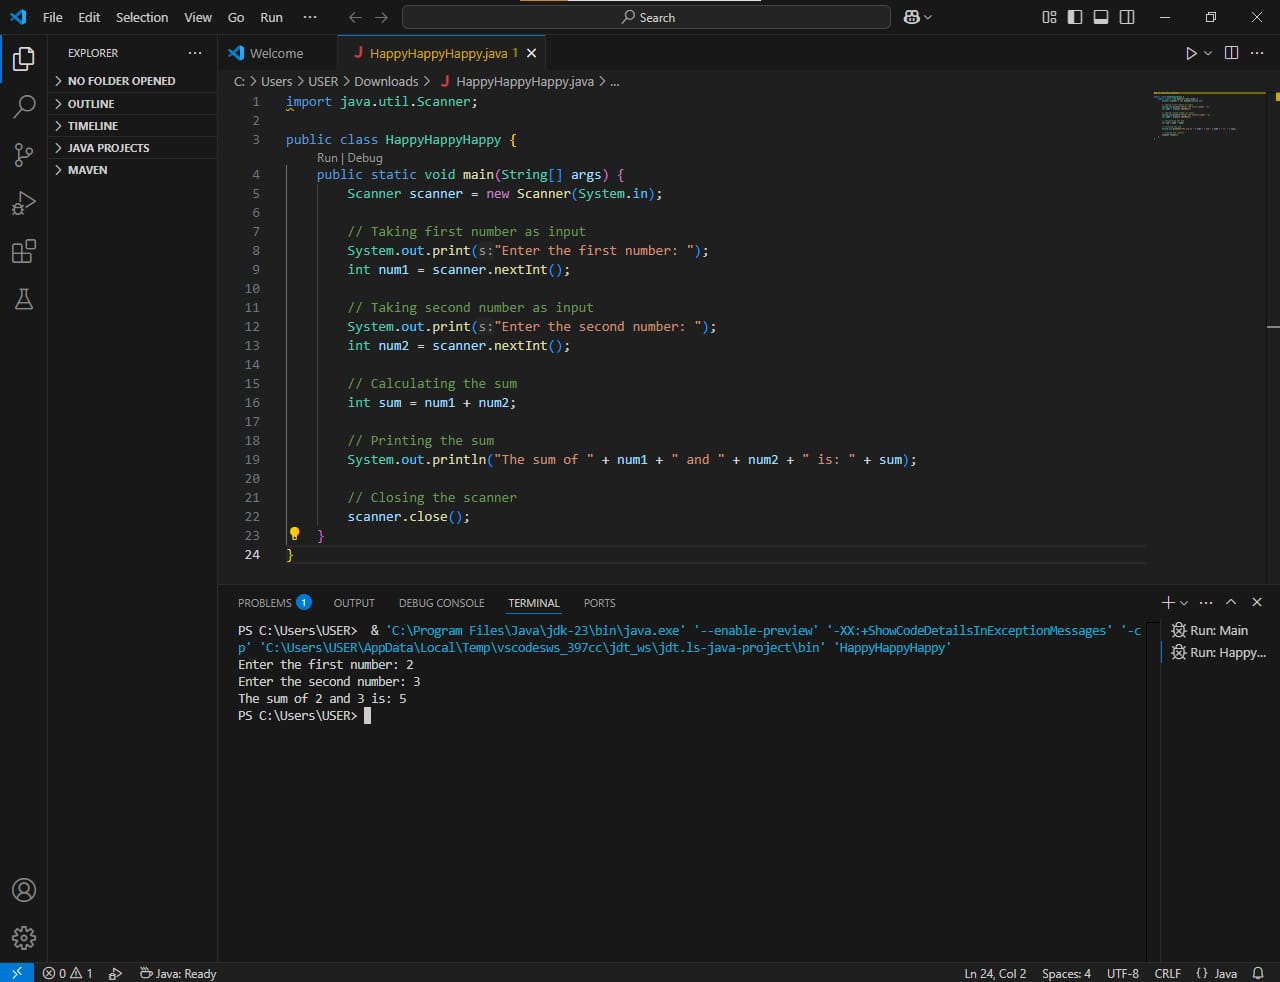 File Edit Selection View Go Run ··· Search
EXPLORER ···
NO FOLDER OPENED
OUTLINE
TIMELINE
JAVA PROJECTS
MAVEN
Welcome HappyHappyHappy.java 1
C: > Users > USER > Downloads > HappyHappyHappy.java > ...
1 import java.util.Scanner;
2
3 public class HappyHappyHappy {
Run | Debug
4 public static void main(String[] args) {
5 Scanner scanner = new Scanner(System.in);
6
7 // Taking first number as input
8 System.out.print(s:"Enter the first number: ");
9 int num1 = scanner.nextInt();
10
11 // Taking second number as input
12 System.out.print(s:"Enter the second number: ");
13 int num2 = scanner.nextInt();
14
15 // Calculating the sum
16 int sum = num1 + num2;
17
18 // Printing the sum
19 System.out.println("The sum of " + num1 + " and " + num2 + " is: " + sum);
20
21 // Closing the scanner
22 scanner.close();
23 }
24 }
PROBLEMS 1 OUTPUT DEBUG CONSOLE TERMINAL PORTS
PS C:\Users\USER>  & 'C:\Program Files\Java\jdk-23\bin\java.exe' '--enable-preview' '-XX:+ShowCodeDetailsInExceptionMessages' '-c
p' 'C:\Users\USER\AppData\Local\Temp\vscodesws_397cc\jdt_ws\jdt.ls-java-project\bin' 'HappyHappyHappy'
Enter the first number: 2
Enter the second number: 3
The sum of 2 and 3 is: 5
PS C:\Users\USER>
Run: Main
Run: Happy...
0 1 Java: Ready Ln 24, Col 2 Spaces: 4 UTF-8 CRLF {} Java